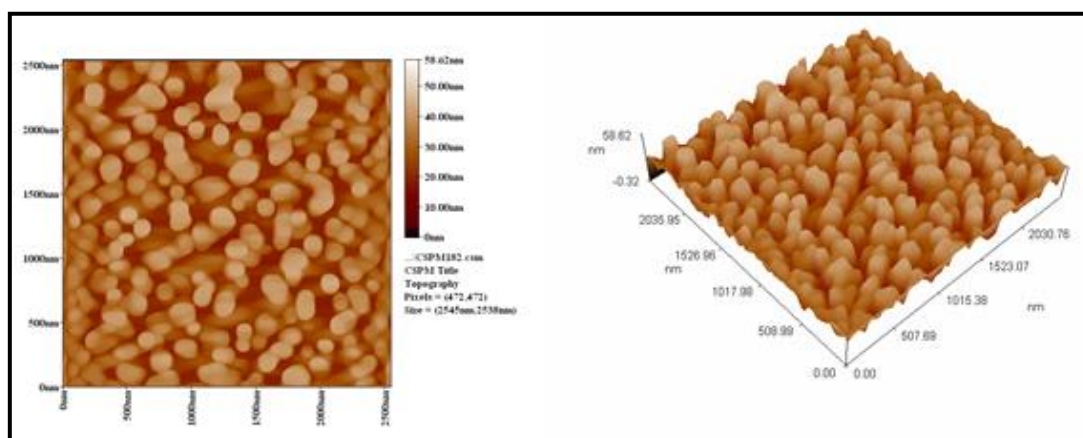 2500nm
2000nm
1500nm
1000nm
500nm
0nm
0nm
500nm
1000nm
1500nm
2000nm
2500nm
58.62nm
50.00nm
40.00nm
30.00nm
20.00nm
10.00nm
0nm
CSPM Title
Topography
Pixels = (472,472)
Size = (2545nm,2538nm)
58.62
nm
-0.32
2035.95
1526.96
nm
1017.98
508.99
0.00
0.00
507.69
1015.38
nm
1523.07
2030.76